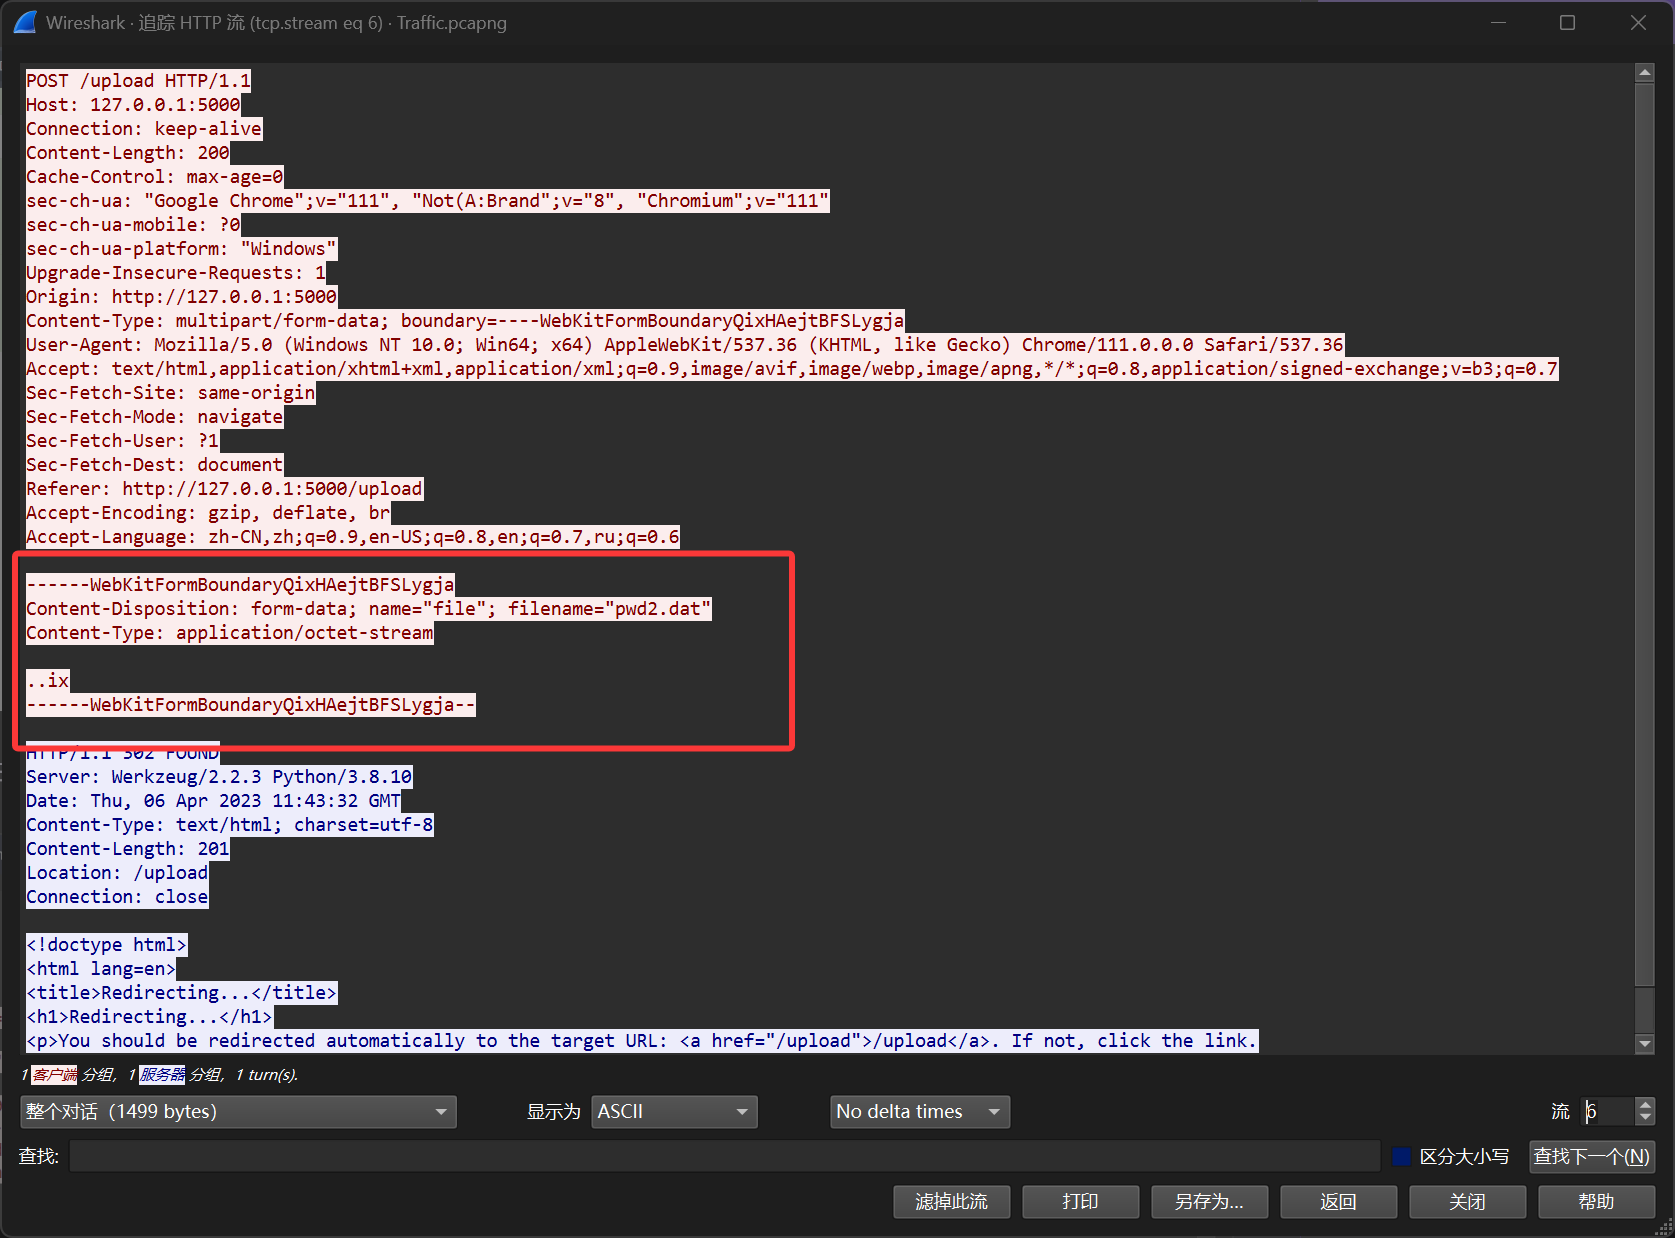 Wireshark · 追踪 HTTP 流 (tcp.stream eq 6) · Traffic.pcapng
POST /upload HTTP/1.1
Host: 127.0.0.1:5000
Connection: keep-alive
Content-Length: 200
Cache-Control: max-age=0
sec-ch-ua: "Google Chrome";v="111", "Not(A:Brand";v="8", "Chromium";v="111"
sec-ch-ua-mobile: ?0
sec-ch-ua-platform: "Windows"
Upgrade-Insecure-Requests: 1
Origin: http://127.0.0.1:5000
Content-Type: multipart/form-data; boundary=----WebKitFormBoundaryQixHAejtBFSLygja
User-Agent: Mozilla/5.0 (Windows NT 10.0; Win64; x64) AppleWebKit/537.36 (KHTML, like Gecko) Chrome/111.0.0.0 Safari/537.36
Accept: text/html,application/xhtml+xml,application/xml;q=0.9,image/avif,image/webp,image/apng,*/*;q=0.8,application/signed-exchange;v=b3;q=0.7
Sec-Fetch-Site: same-origin
Sec-Fetch-Mode: navigate
Sec-Fetch-User: ?1
Sec-Fetch-Dest: document
Referer: http://127.0.0.1:5000/upload
Accept-Encoding: gzip, deflate, br
Accept-Language: zh-CN,zh;q=0.9,en-US;q=0.8,en;q=0.7,ru;q=0.6
------WebKitFormBoundaryQixHAejtBFSLygja
Content-Disposition: form-data; name="file"; filename="pwd2.dat"
Content-Type: application/octet-stream
..ix
------WebKitFormBoundaryQixHAejtBFSLygja--
HTTP/1.1 302 FOUND
Server: Werkzeug/2.2.3 Python/3.8.10
Date: Thu, 06 Apr 2023 11:43:32 GMT
Content-Type: text/html; charset=utf-8
Content-Length: 201
Location: /upload
Connection: close
<!doctype html>
<html lang=en>
<title>Redirecting...</title>
<h1>Redirecting...</h1>
<p>You should be redirected automatically to the target URL: <a href="/upload">/upload</a>. If not, click the link.
1 客户端 分组, 1 服务器 分组, 1 turn(s).
整个对话（1499 bytes）
显示为 ASCII
No delta times
流 6
查找:
区分大小写
查找下一个(N)
滤掉此流
打印
另存为…
返回
关闭
帮助